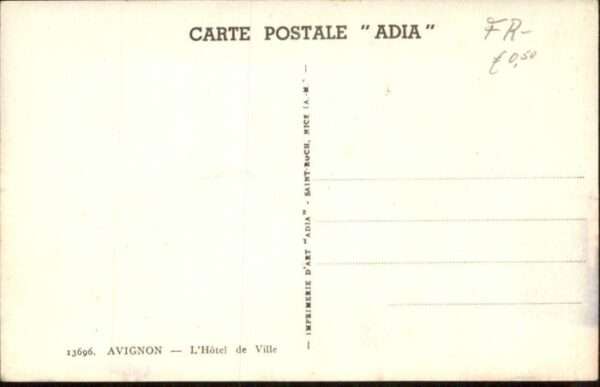 CARTE POSTALE "ADIA"
FR-
€ 0,50
— IMPRIMERIE D'ART "ADIA" - SAINT-ROCH, NICE (A.-M.) —
13696. AVIGNON — L'Hôtel de Ville